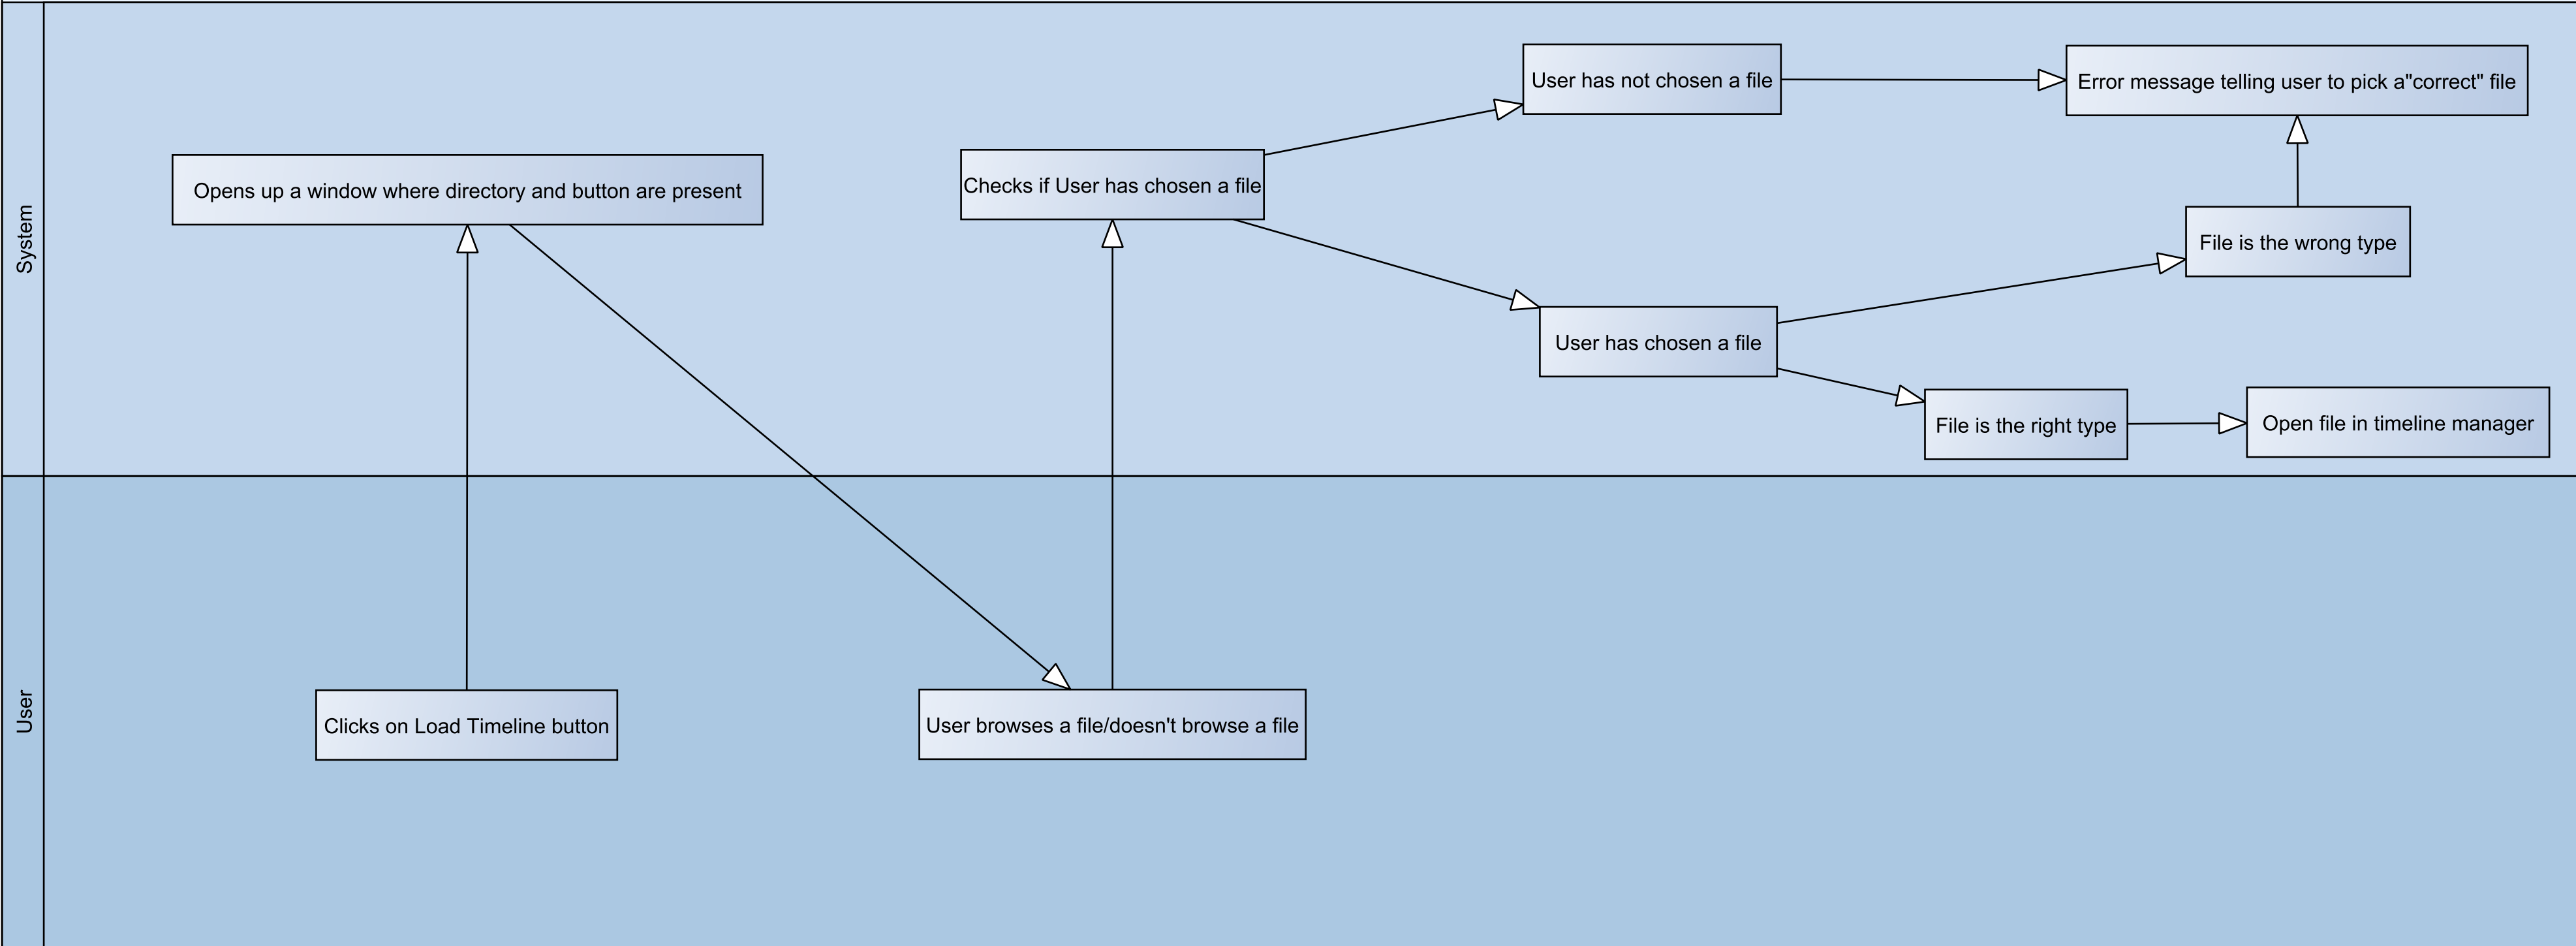 System
User has not chosen a file
Error message telling user to pick a"correct" file
Opens up a window where directory and button are present
Checks if User has chosen a file
File is the wrong type
User has chosen a file
File is the right type
Open file in timeline manager
User
Clicks on Load Timeline button
User browses a file/doesn't browse a file